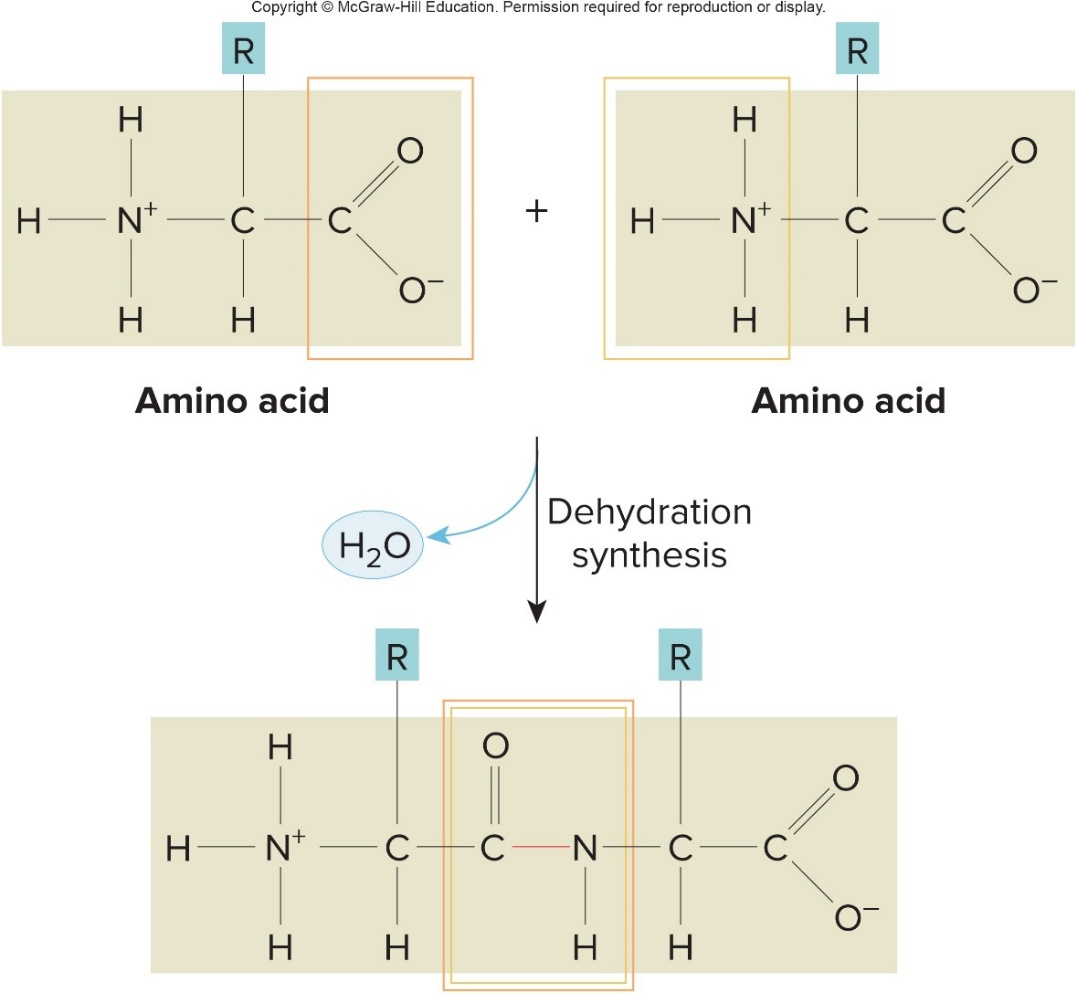 Copyright © McGraw-Hill Education. Permission required for reproduction or display.
R R
H H
O O
H N⁺ C C + H N⁺ C C
O⁻ O⁻
H H H H
Amino acid Amino acid
Dehydration
H₂O
synthesis
R R
H O
O
H N⁺ C C N C C
O⁻
H H H H